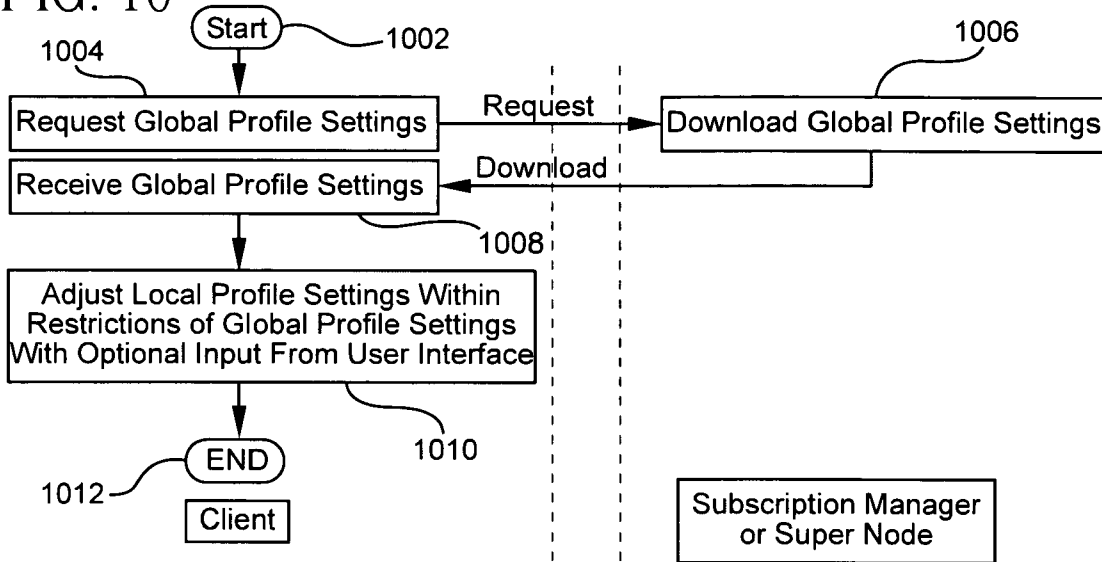 FIG. 10
Start
1002
1004
1006
Request Global Profile Settings
Request
Download Global Profile Settings
Receive Global Profile Settings
Download
1008
Adjust Local Profile Settings Within
Restrictions of Global Profile Settings
With Optional Input From User Interface
1010
END
1012
Client
Subscription Manager
or Super Node